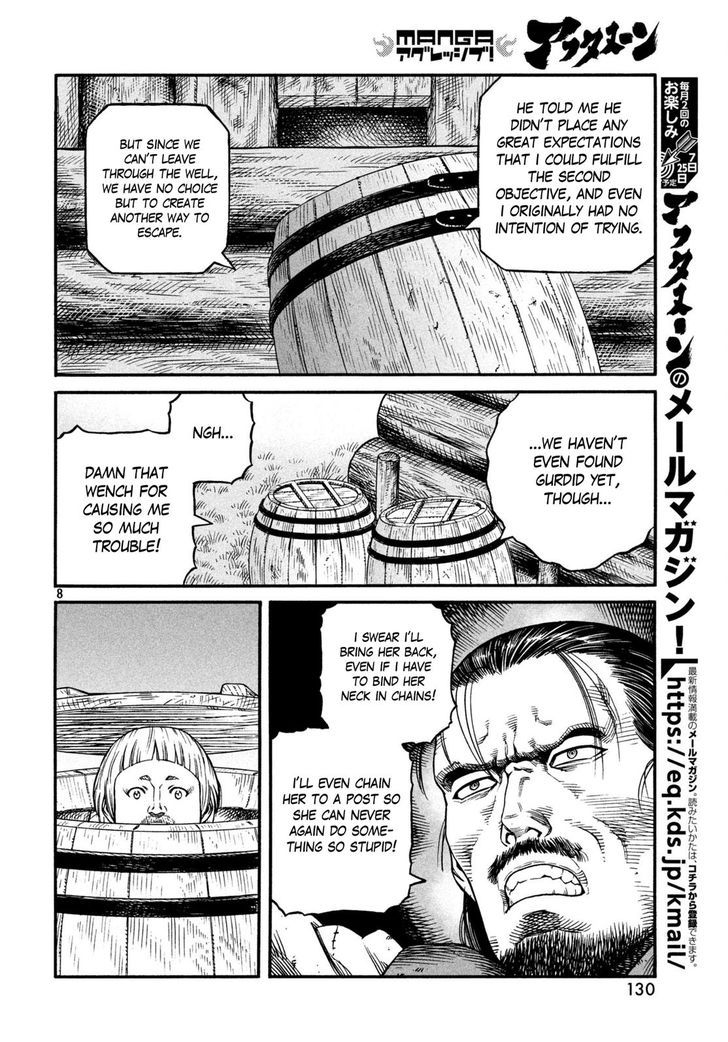 MANGA
アグレッシブ!
アフタヌーン
HE TOLD ME HE
DIDN'T PLACE ANY
GREAT EXPECTATIONS
THAT I COULD FULFILL
THE SECOND
OBJECTIVE, AND EVEN
I ORIGINALLY HAD NO
INTENTION OF TRYING.
BUT SINCE WE
CAN'T LEAVE
THROUGH THE WELL,
WE HAVE NO CHOICE
BUT TO CREATE
ANOTHER WAY TO
ESCAPE.
...WE HAVEN'T
EVEN FOUND
GURDID YET,
THOUGH...
NGH...
DAMN THAT
WENCH FOR
CAUSING ME
SO MUCH
TROUBLE!
8
I SWEAR I'LL
BRING HER BACK,
EVEN IF I HAVE
TO BIND HER
NECK IN CHAINS!
I'LL EVEN CHAIN
HER TO A POST SO
SHE CAN NEVER
AGAIN DO SOME-
THING SO STUPID!
毎月2回の
お楽しみ
7日
25日
予定
アフタヌーンのメールマガジン!
最新情報満載のメールマガジン。読みたいかたは、コチラから登録できます。
https://eq.kds.jp/kmail/
130